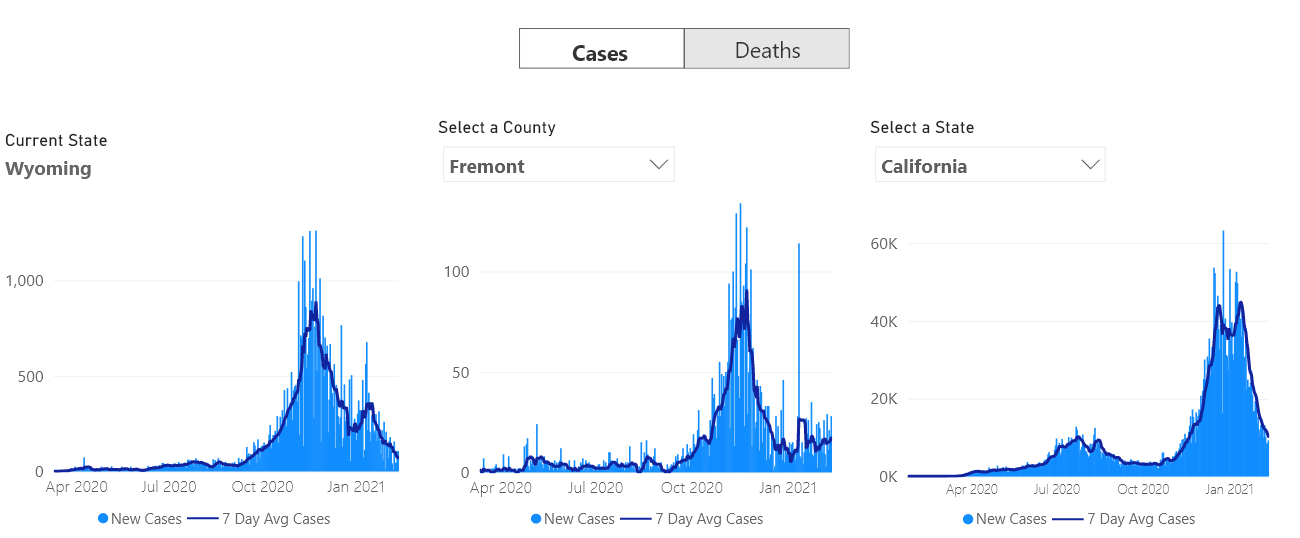 Cases
Deaths
Current State
Wyoming
1,000
500
0
Apr 2020
Jul 2020
Oct 2020
Jan 2021
New Cases
7 Day Avg Cases
Select a County
Fremont
100
50
0
Apr 2020
Jul 2020
Oct 2020
Jan 2021
New Cases
7 Day Avg Cases
Select a State
California
60K
40K
20K
0K
Apr 2020
Jul 2020
Oct 2020
Jan 2021
New Cases
7 Day Avg Cases